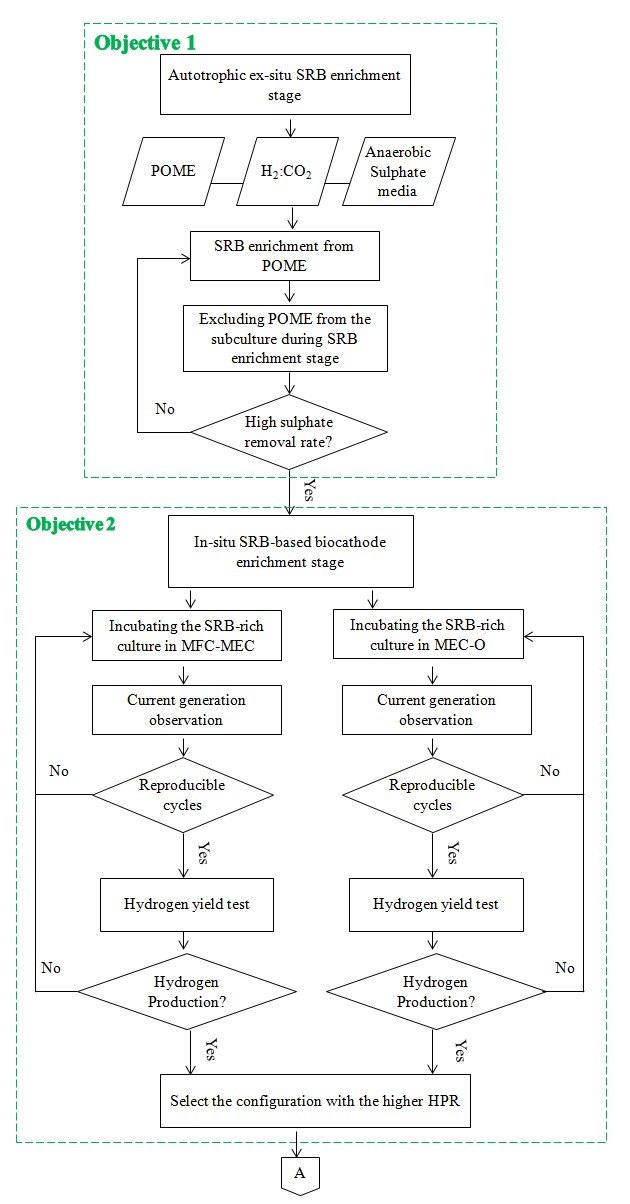 Objective 1
Autotrophic ex-situ SRB enrichment
stage
POME
H₂:CO₂
Anaerobic
Sulphate
media
SRB enrichment from
POME
Excluding POME from the
subculture during SRB
enrichment stage
No
High sulphate
removal rate?
Yes
Objective 2
In-situ SRB-based biocathode
enrichment stage
Incubating the SRB-rich
culture in MFC-MEC
Incubating the SRB-rich
culture in MEC-O
Current generation
observation
Current generation
observation
No
Reproducible
cycles
Reproducible
cycles
No
Yes
Yes
Hydrogen yield test
Hydrogen yield test
No
Hydrogen
Production?
Hydrogen
Production?
No
Yes
Yes
Select the configuration with the higher HPR
A